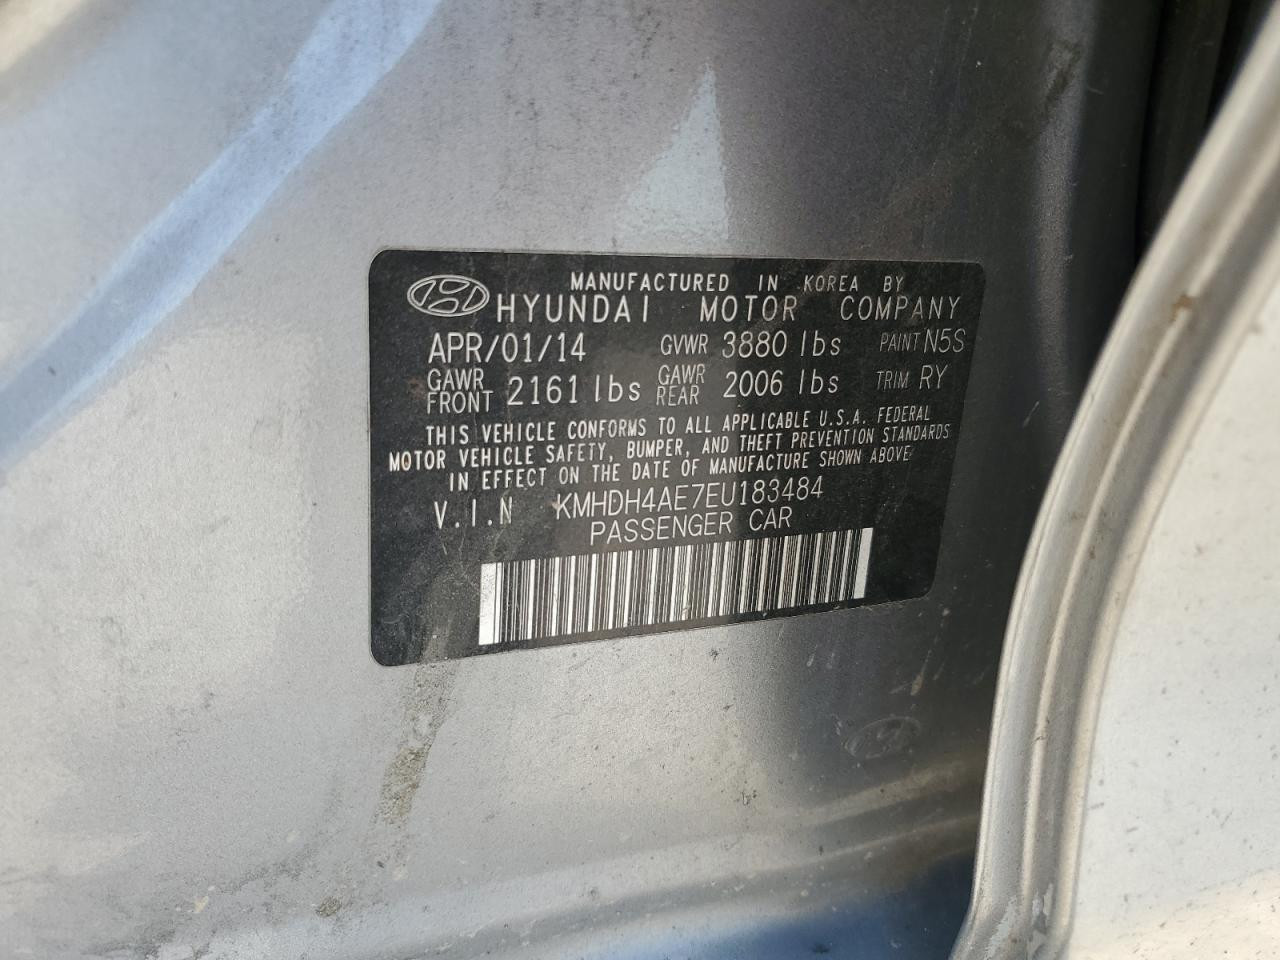 MANUFACTURED IN KOREA BY
HYUNDAI MOTOR COMPANY
APR/01/14 GVWR 3880 lbs PAINT N5S
GAWR FRONT 2161 lbs GAWR REAR 2006 lbs TRIM RY
THIS VEHICLE CONFORMS TO ALL APPLICABLE U.S.A. FEDERAL
MOTOR VEHICLE SAFETY, BUMPER, AND THEFT PREVENTION STANDARDS
IN EFFECT ON THE DATE OF MANUFACTURE SHOWN ABOVE
V.I.N KMHDH4AE7EU183484
PASSENGER CAR